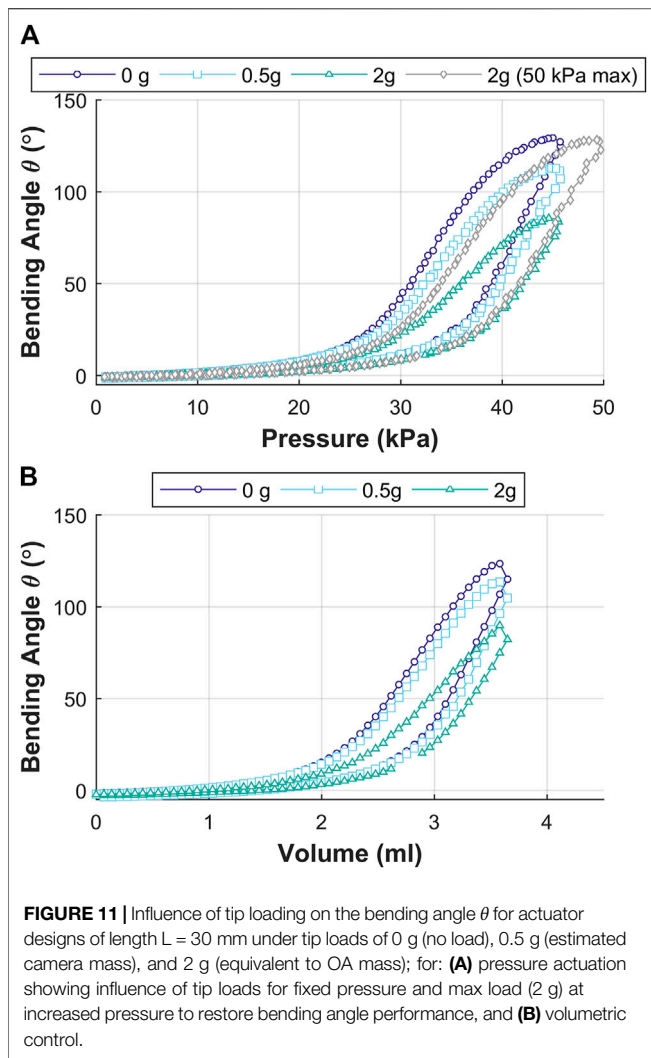 A
0 g 0.5g 2g 2g (50 kPa max)
150
100
50
0
Bending Angle θ (°)
0 10 20 30 40 50
Pressure (kPa)
B
0 g 0.5g 2g
150
100
50
0
Bending Angle θ (°)
0 1 2 3 4
Volume (ml)
FIGURE 11 | Influence of tip loading on the bending angle θ for actuator
designs of length L = 30 mm under tip loads of 0 g (no load), 0.5 g (estimated
camera mass), and 2 g (equivalent to OA mass); for: (A) pressure actuation
showing influence of tip loads for fixed pressure and max load (2 g) at
increased pressure to restore bending angle performance, and (B) volumetric
control.